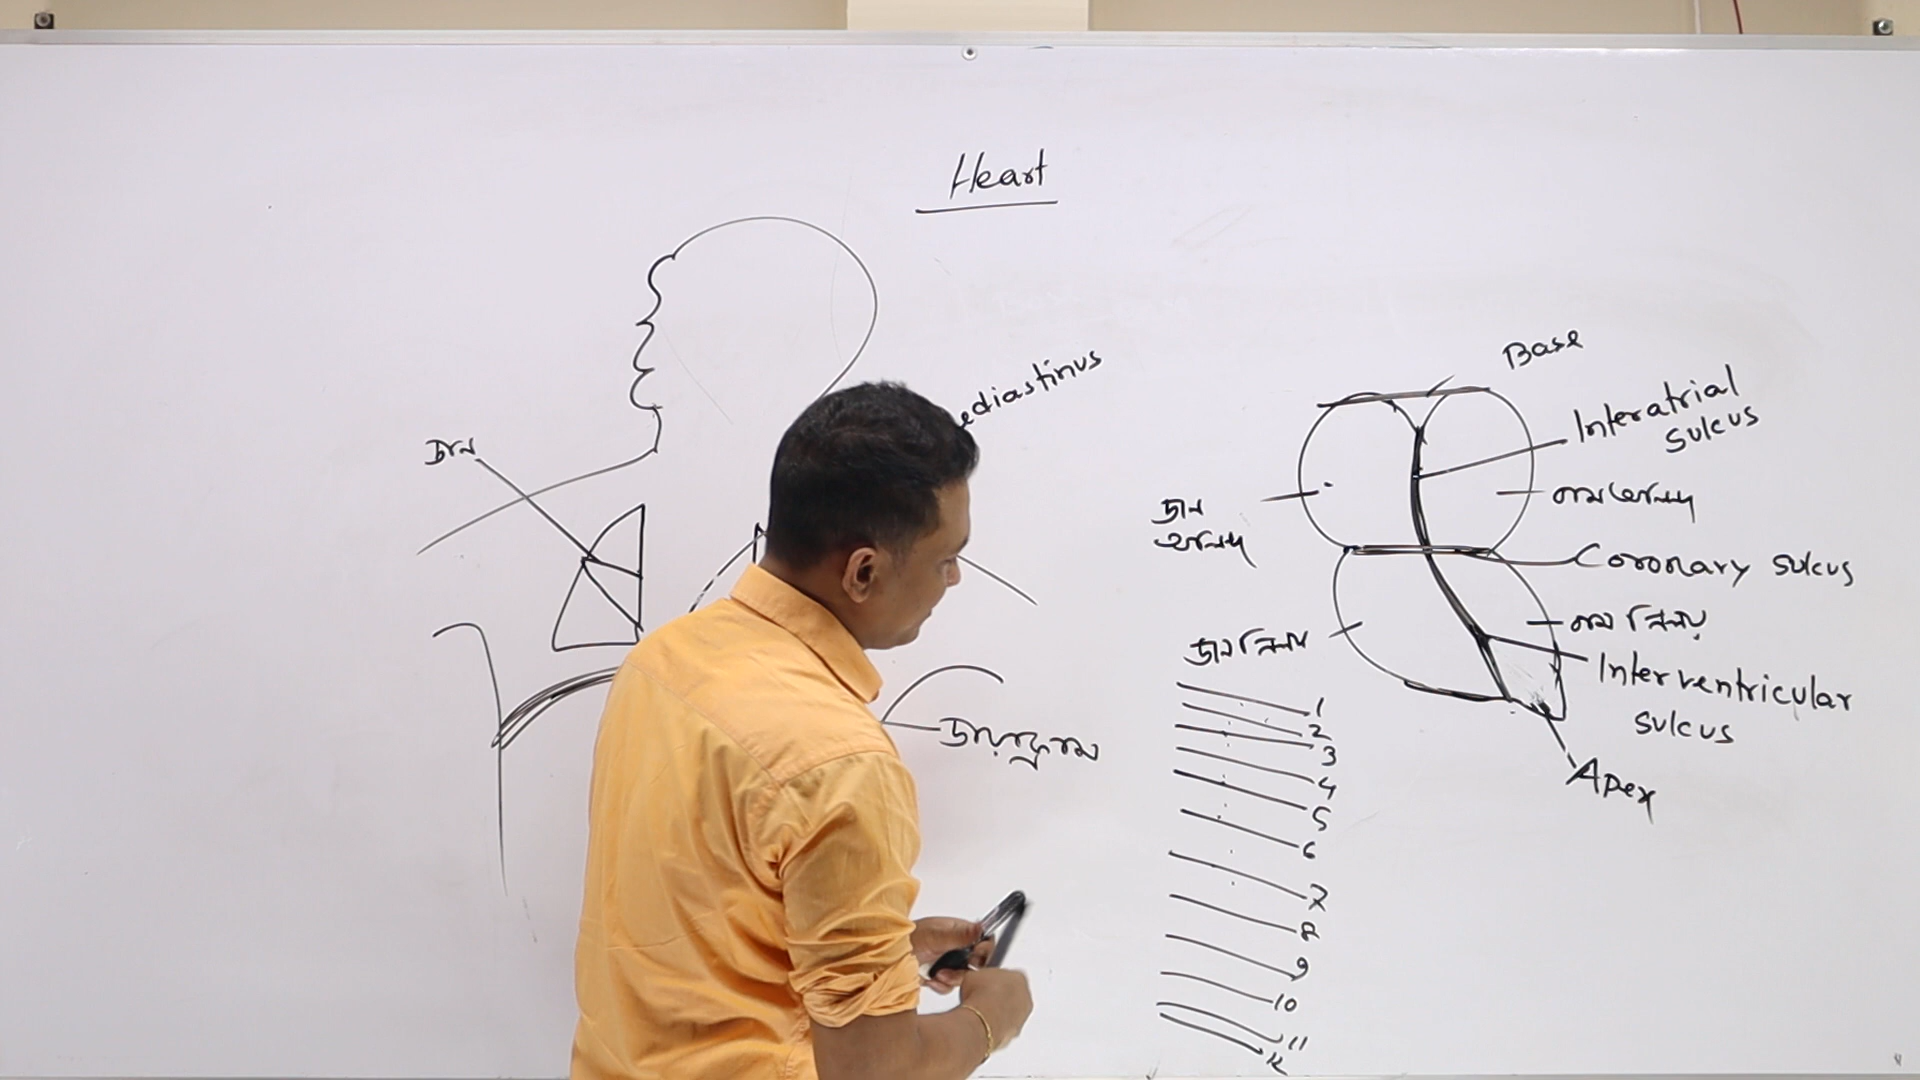 Heart
ediastinus
ডান
ডায়াফ্রাম
Base
Interatrial
Sulcus
ডান
অলিন্দ
বাম অলিন্দ
Coronary Sulcus
ডান নিলয়
বাম নিলয়
Interventricular
Sulcus
Apex
1
2
3
4
5
6
7
8
9
10
11
12